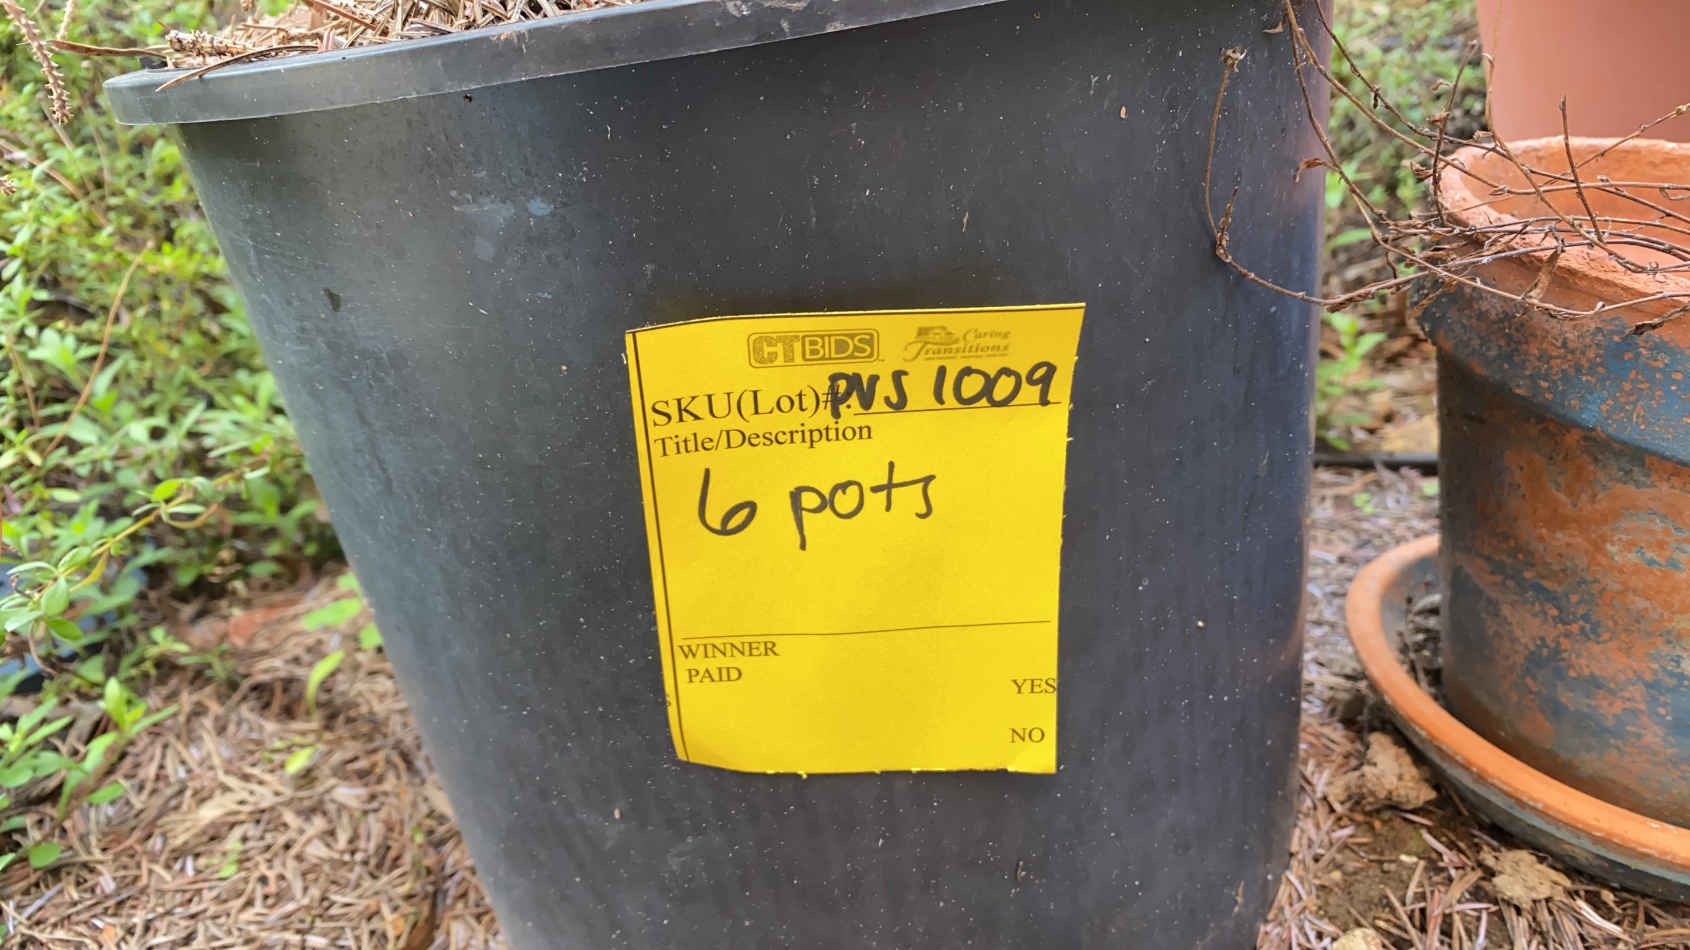 CTBIDS Caring Transitions
SKU(Lot)#: PVS 1009
Title/Description
6 pots
WINNER
PAID
YES
NO